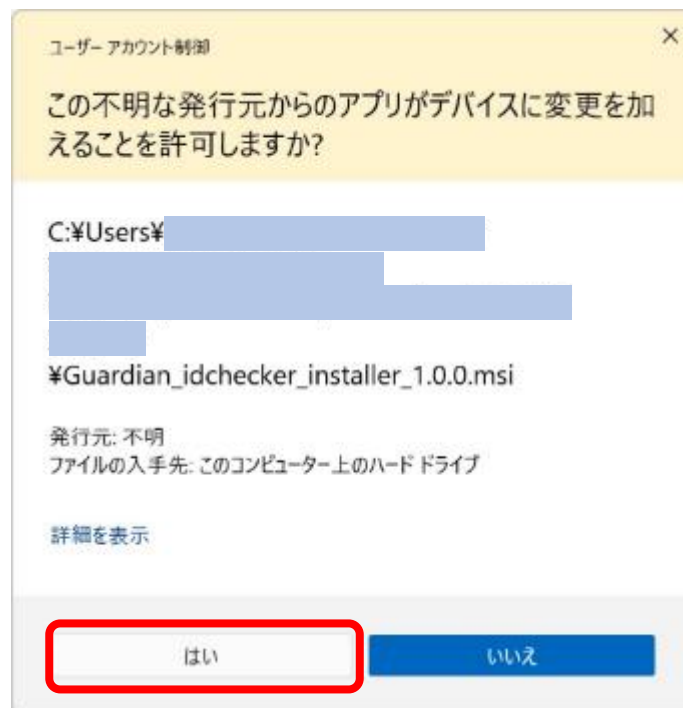 ユーザー アカウント制御
×
この不明な発行元からのアプリがデバイスに変更を加
えることを許可しますか?
C:¥Users¥
¥Guardian_idchecker_installer_1.0.0.msi
発行元: 不明
ファイルの入手先: このコンピューター上のハード ドライブ
詳細を表示
はい
いいえ